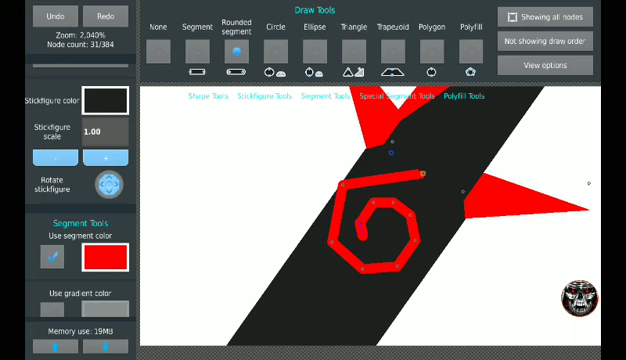 Undo Redo
Zoom: 2,040%
Node count: 31/384
Stickfigure color
Stickfigure scale 1.00
- +
Rotate stickfigure
Segment Tools
Use segment color
Use gradient color
Memory use: 19MB
Draw Tools
None Segment Rounded segment Circle Ellipse Triangle Trapezoid Polygon Polyfill
Showing all nodes
Not showing draw order
View options
Shape Tools Stickfigure Tools Segment Tools Special Segment Tools Polyfill Tools